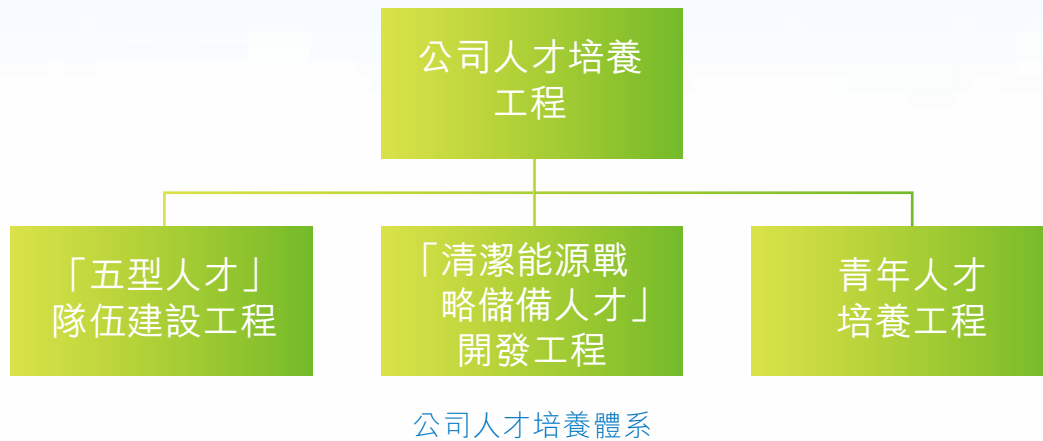 公司人才培養
工程
「五型人才」
隊伍建設工程
「清潔能源戰
略儲備人才」
開發工程
青年人才
培養工程
公司人才培養體系